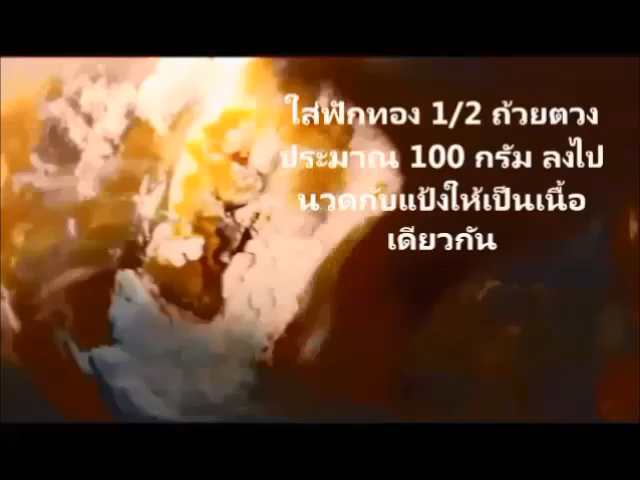 ใส่ฟักทอง 1/2 ถ้วยตวง
ประมาณ 100 กรัม ลงไป
นวดกับแป้งให้เป็นเนื้อ
เดียวกัน